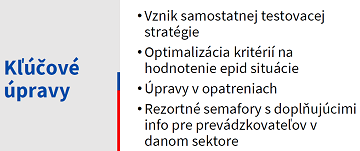 Kľúčové
úpravy
• Vznik samostatnej testovacej
stratégie
• Optimalizácia kritérií na
hodnotenie epid situácie
• Úpravy v opatreniach
• Rezortné semafory s doplňujúcimi
info pre prevádzkovateľov v
danom sektore